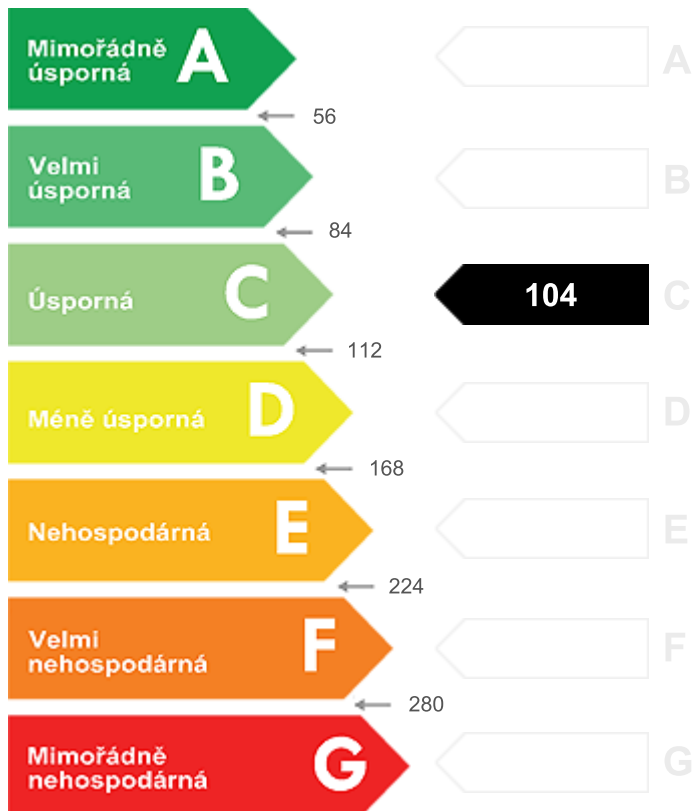 Mimořádně
úsporná
A
A
56
Velmi
úsporná
B
B
84
Úsporná
C
104
C
112
Méně úsporná
D
D
168
Nehospodárná
E
E
224
Velmi
nehospodárná
F
F
280
Mimořádně
nehospodárná
G
G